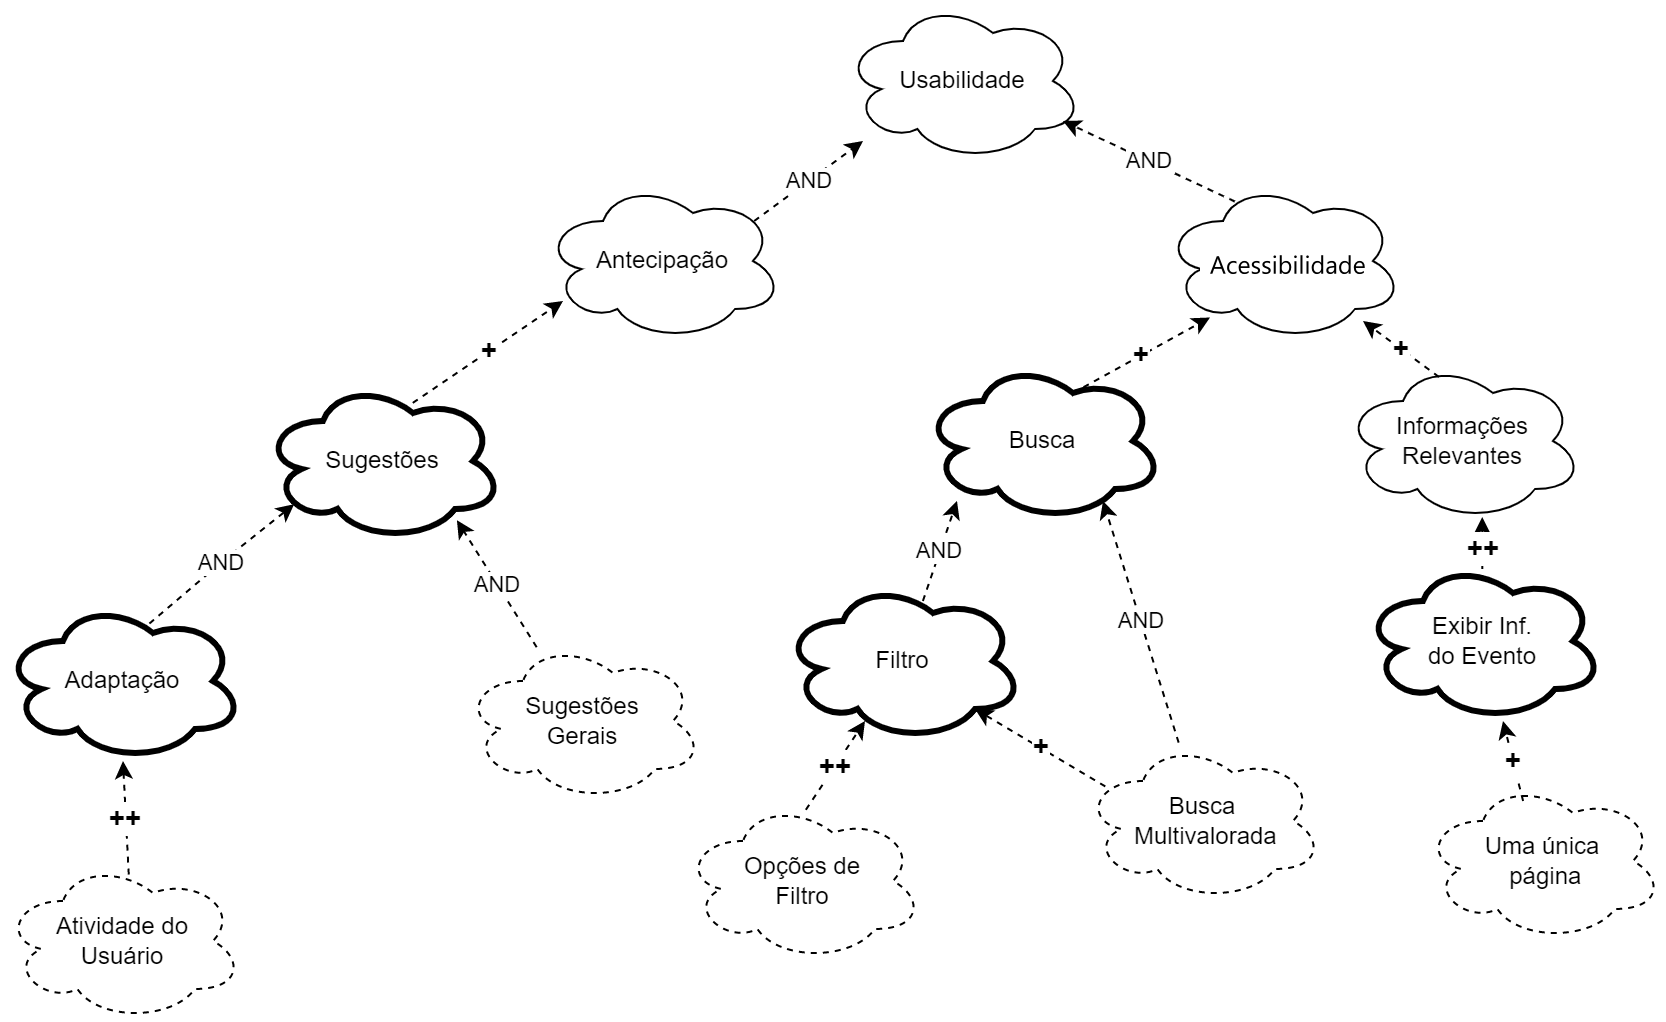 Usabilidade
AND
AND
Antecipação
Acessibilidade
+
+
+
Sugestões
Busca
Informações
Relevantes
AND
AND
AND
AND
++
Adaptação
Sugestões
Gerais
Filtro
Exibir Inf.
do Evento
++
++
+
+
Atividade do
Usuário
Opções de
Filtro
Busca
Multivalorada
Uma única
página